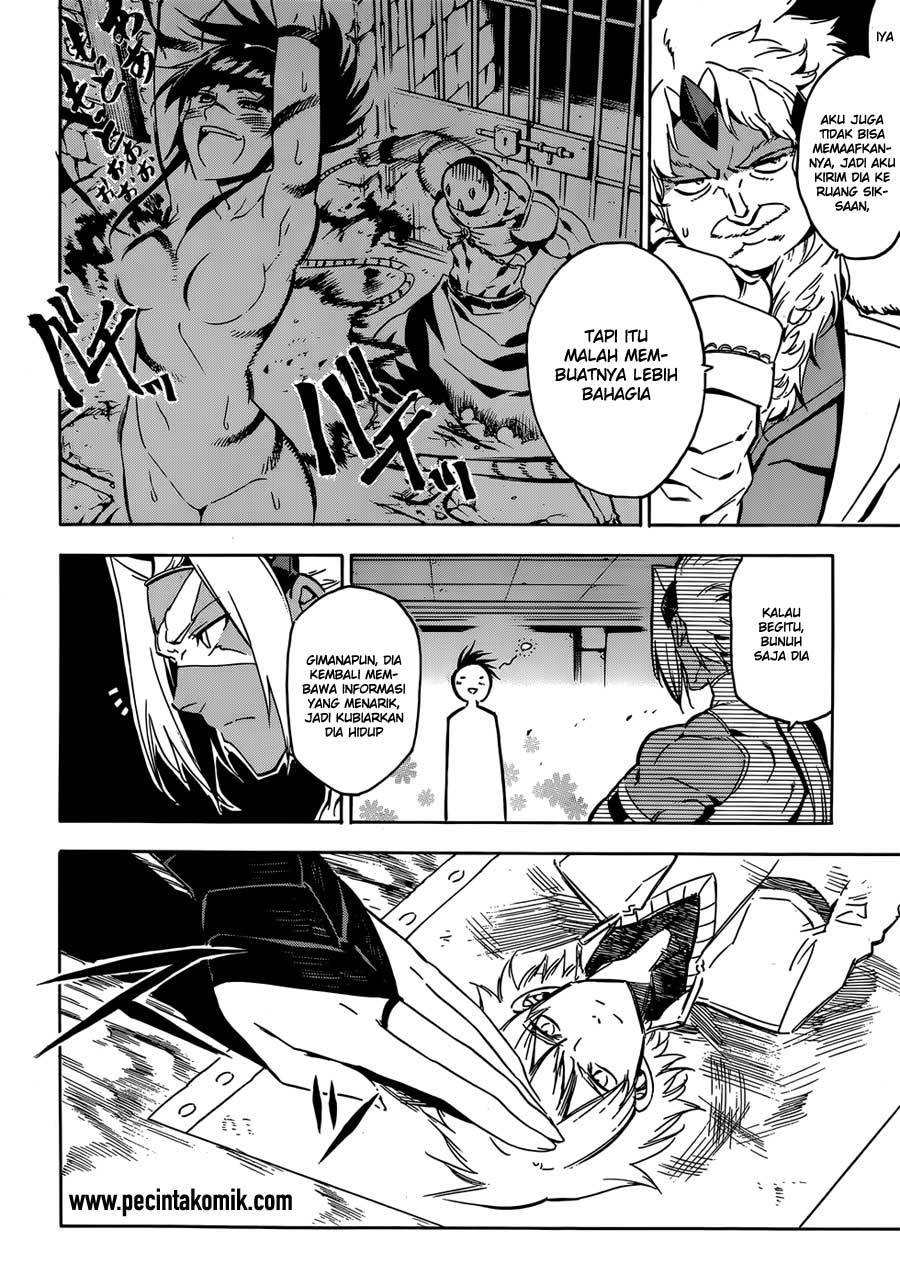 IYA
AKU JUGA
TIDAK BISA
MEMAAFKAN-
NYA, JADI AKU
KIRIM DIA KE
RUANG SIK-
SAAN,
TAPI ITU
MALAH MEM-
BUATNYA LEBIH
BAHAGIA
KALAU
BEGITU,
BUNUH
SAJA DIA
GIMANAPUN, DIA
KEMBALI MEM-
BAWA INFORMASI
YANG MENARIK,
JADI KUBIARKAN
DIA HIDUP
www.pecintakomik.com